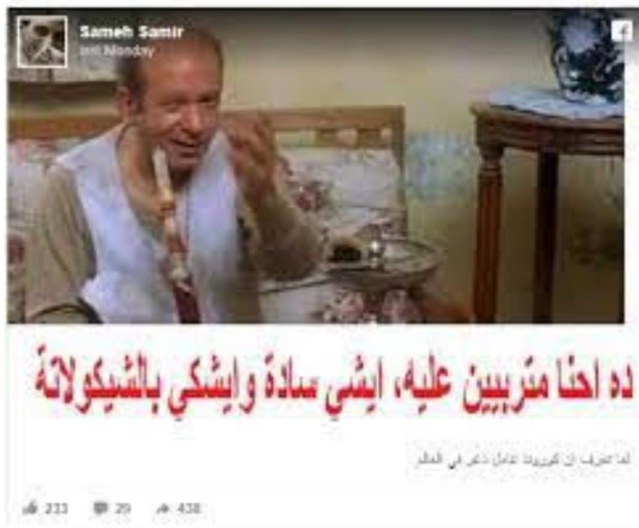 Sameh Samir
last Monday
ده احنا متربيين عليه، ايشي سادة وايشكي بالشيكولاتة
لما تعرف ان كورونا عامل ذعر في العالم
233 29 438